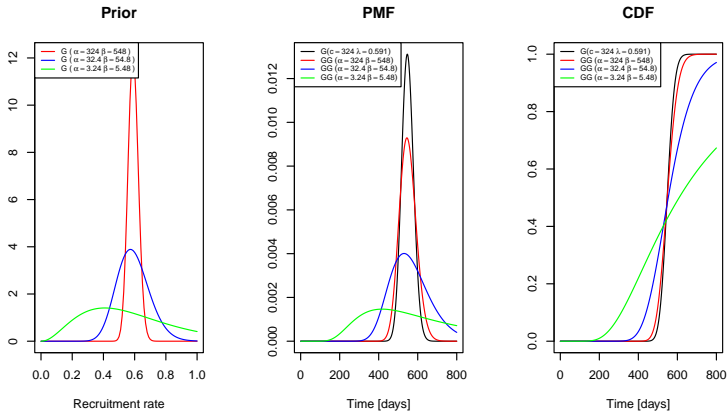 Prior
G (α−324 β−548)
G (α−32.4 β−54.8)
G (α−3.24 β−5.48)
12
10
8
6
4
2
0
0.0 0.2 0.4 0.6 0.8 1.0
Recruitment rate
PMF
G(c−324 λ−0.591)
GG (α−324 β−548)
GG (α−32.4 β−54.8)
GG (α−3.24 β−5.48)
0.012
0.010
0.008
0.006
0.004
0.002
0.000
0 200 400 600 800
Time [days]
CDF
G(c−324 λ−0.591)
GG (α−324 β−548)
GG (α−32.4 β−54.8)
GG (α−3.24 β−5.48)
1.0
0.8
0.6
0.4
0.2
0.0
0 200 400 600 800
Time [days]